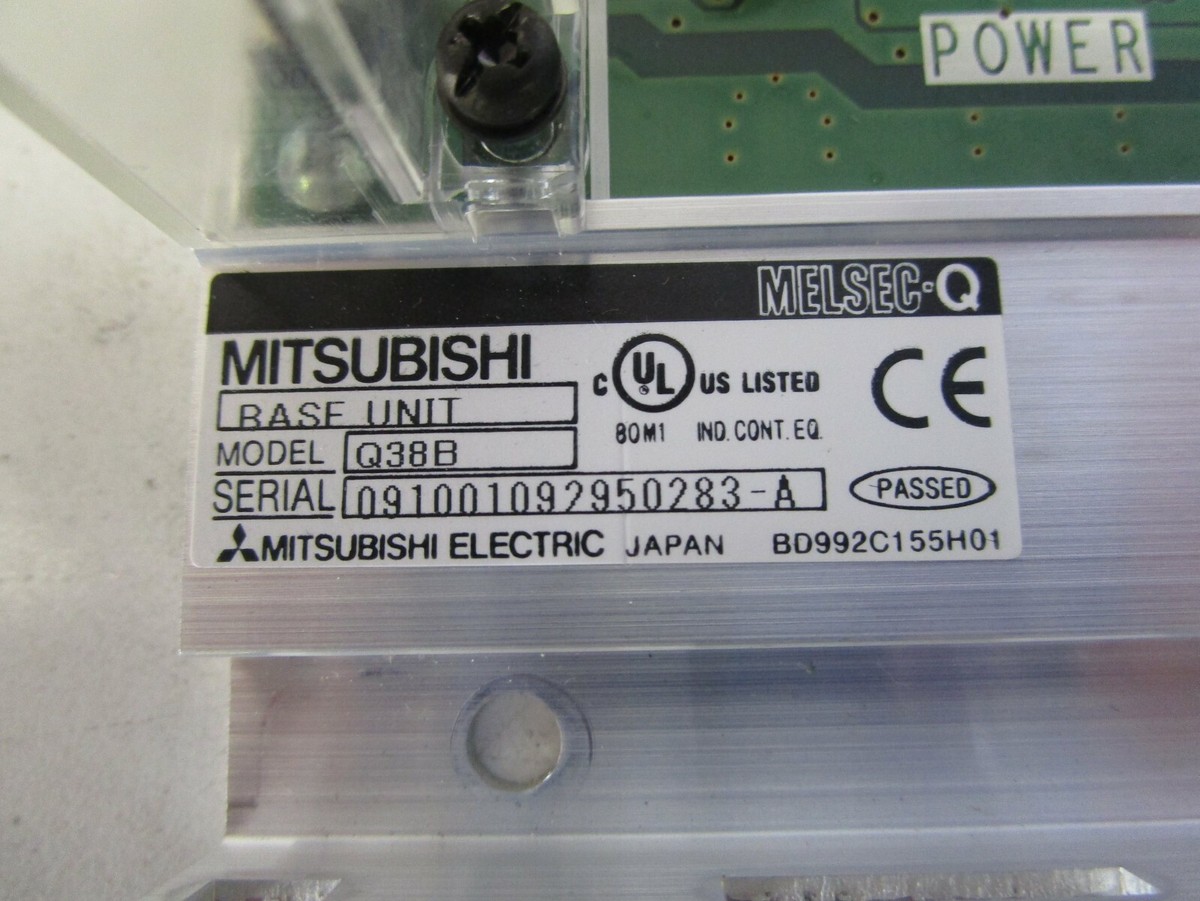 POWER
MELSEC-Q
MITSUBISHI
BASE UNIT
C UL US LISTED
CE
80M1 IND. CONT. EQ.
MODEL Q38B
SERIAL 091001092950283-A
PASSED
MITSUBISHI ELECTRIC JAPAN BD992C155H01